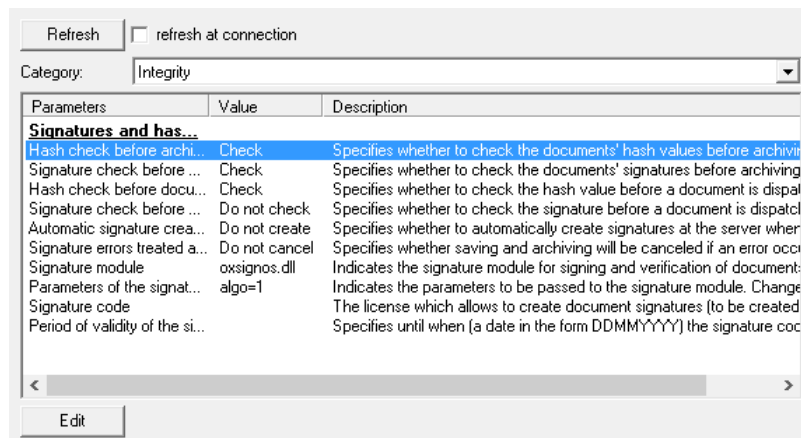 Refresh refresh at connection
Category: Integrity
Parameters Value Description
Signatures and has...
Hash check before archi... Check Specifies whether to check the documents' hash values before archivin
Signature check before ... Check Specifies whether to check the documents' signatures before archiving
Hash check before docu... Check Specifies whether to check the hash value before a document is dispatc
Signature check before ... Do not check Specifies whether to check the signature before a document is dispatcl
Automatic signature crea... Do not create Specifies whether to automatically create signatures at the server when
Signature errors treated a... Do not cancel Specifies whether saving and archiving will be canceled if an error occu
Signature module oxsignos.dll Indicates the signature module for signing and verification of document
Parameters of the signat... algo=1 Indicates the parameters to be passed to the signature module. Change
Signature code The license which allows to create document signatures (to be created
Period of validity of the si... Specifies until when (a date in the form DDMMYYYY) the signature coc
Edit